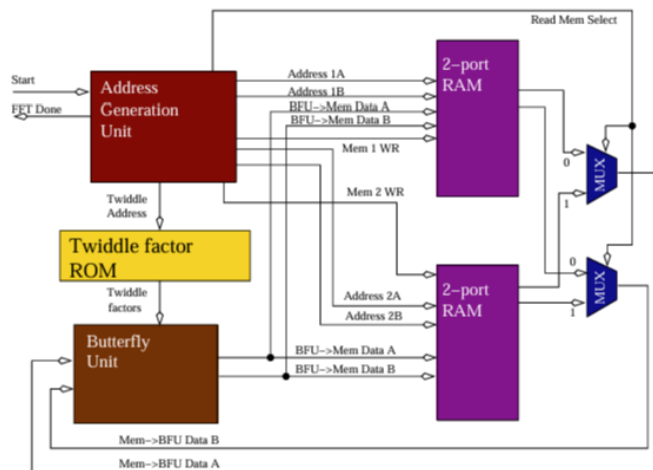 Read Mem Select
Start
FFT Done
Address
Generation
Unit
Address 1A
Address 1B
BFU->Mem Data A
BFU->Mem Data B
Mem 1 WR
2-port
RAM
MUX
0
1
Twiddle
Address
Mem 2 WR
Twiddle factor
ROM
Twiddle
factors
Address 2A
Address 2B
2-port
RAM
0
1
MUX
Butterfly
Unit
BFU->Mem Data A
BFU->Mem Data B
Mem->BFU Data B
Mem->BFU Data A